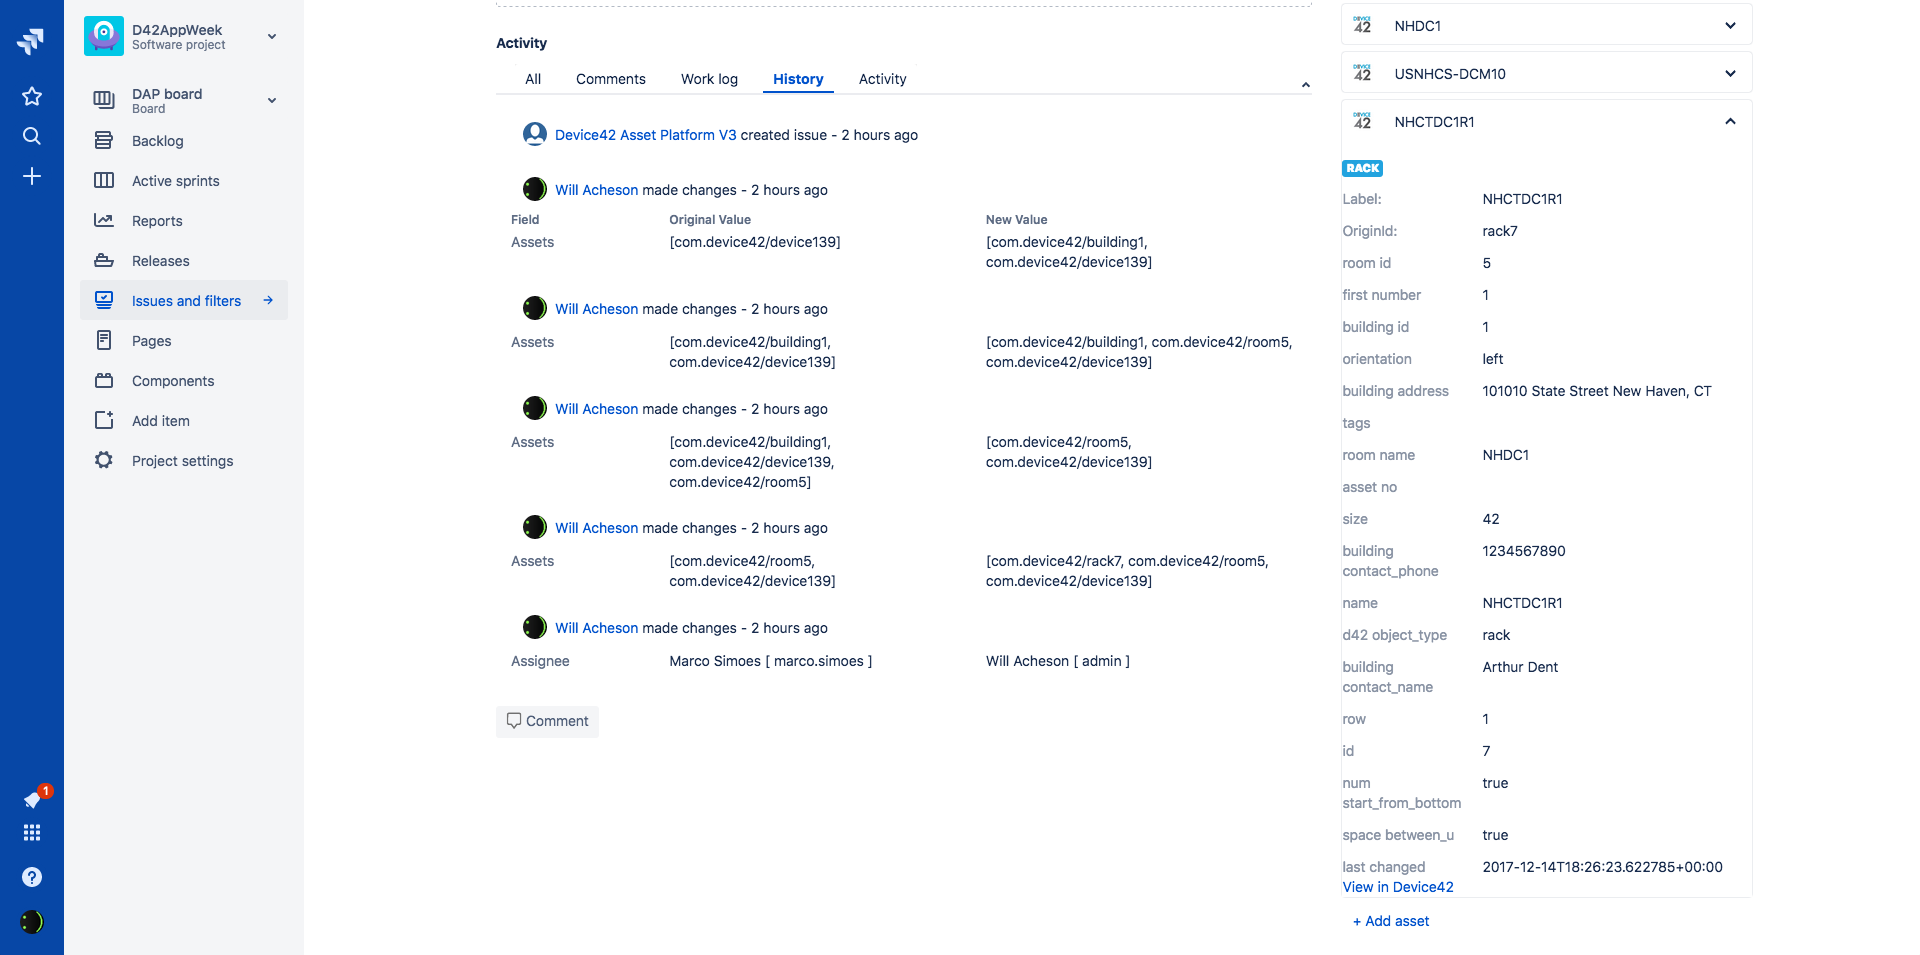 D42AppWeek
Software project
DAP board
Board
Backlog
Active sprints
Reports
Releases
Issues and filters
Pages
Components
Add item
Project settings
1
Activity
All Comments Work log History Activity
Device42 Asset Platform V3 created issue - 2 hours ago
Will Acheson made changes - 2 hours ago
Field Original Value New Value
Assets [com.device42/device139] [com.device42/building1,
com.device42/device139]
Will Acheson made changes - 2 hours ago
Assets [com.device42/building1, [com.device42/building1, com.device42/room5,
com.device42/device139] com.device42/device139]
Will Acheson made changes - 2 hours ago
Assets [com.device42/building1, [com.device42/room5,
com.device42/device139, com.device42/device139]
com.device42/room5]
Will Acheson made changes - 2 hours ago
Assets [com.device42/room5, [com.device42/rack7, com.device42/room5,
com.device42/device139] com.device42/device139]
Will Acheson made changes - 2 hours ago
Assignee Marco Simoes [ marco.simoes ] Will Acheson [ admin ]
Comment
DEVICE 42 NHDC1
DEVICE 42 USNHCS-DCM10
DEVICE 42 NHCTDC1R1
RACK
Label: NHCTDC1R1
OriginId: rack7
room id 5
first number 1
building id 1
orientation left
building address 101010 State Street New Haven, CT
tags
room name NHDC1
asset no
size 42
building 1234567890
contact_phone
name NHCTDC1R1
d42 object_type rack
building Arthur Dent
contact_name
row 1
id 7
num true
start_from_bottom
space between_u true
last changed 2017-12-14T18:26:23.622785+00:00
View in Device42
+ Add asset